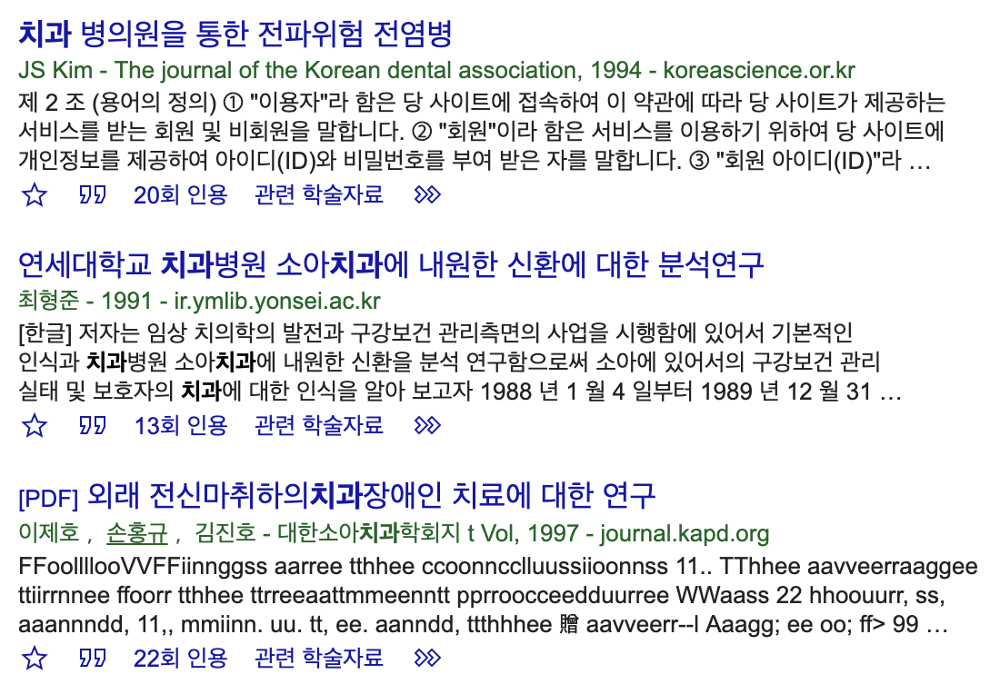 치과 병의원을 통한 전파위험 전염병
JS Kim - The journal of the Korean dental association, 1994 - koreascience.or.kr
제 2 조 (용어의 정의) ① "이용자"라 함은 당 사이트에 접속하여 이 약관에 따라 당 사이트가 제공하는
서비스를 받는 회원 및 비회원을 말합니다. ② "회원"이라 함은 서비스를 이용하기 위하여 당 사이트에
개인정보를 제공하여 아이디(ID)와 비밀번호를 부여 받은 자를 말합니다. ③ "회원 아이디(ID)"라 …
20회 인용 관련 학술자료
연세대학교 치과병원 소아치과에 내원한 신환에 대한 분석연구
최형준 - 1991 - ir.ymlib.yonsei.ac.kr
[한글] 저자는 임상 치의학의 발전과 구강보건 관리측면의 사업을 시행함에 있어서 기본적인
인식과 치과병원 소아치과에 내원한 신환을 분석 연구함으로써 소아에 있어서의 구강보건 관리
실태 및 보호자의 치과에 대한 인식을 알아 보고자 1988 년 1 월 4 일부터 1989 년 12 월 31 …
13회 인용 관련 학술자료
[PDF] 외래 전신마취하의치과장애인 치료에 대한 연구
이제호, 손흥규, 김진호 - 대한소아치과학회지 t Vol, 1997 - journal.kapd.org
FFoolllllooVVFFiinnggss aarree tthhee ccoonncclluussiioonnss 11.. TThhee aavveerraaggee
ttiirrnnee ffoorr tthhee ttrreeaattmmeenntt pprroocceedduurree WWaass 22 hhoouurr, ss,
aaannndd, 11,, mmiinn. uu. tt, ee. aanndd, ttthhhee 贈 aavveerr--l Aaagg; ee oo; ff> 99 …
22회 인용 관련 학술자료